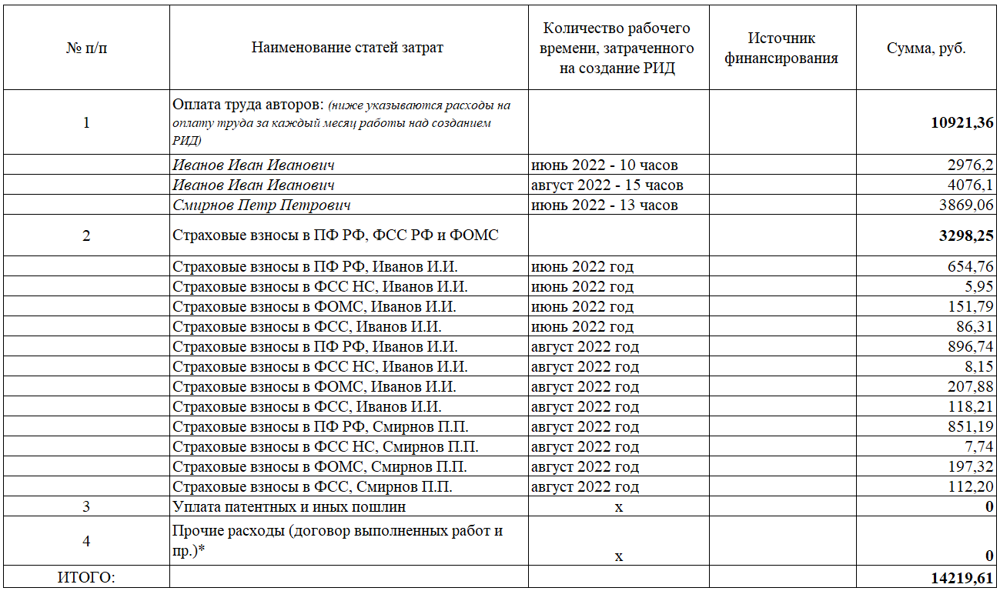 № п/п
Наименование статей затрат
Количество рабочего
времени, затраченного
на создание РИД
Источник
финансирования
Сумма, руб.
1
Оплата труда авторов: (ниже указываются расходы на
оплату труда за каждый месяц работы над созданием
РИД)
10921,36
Иванов Иван Иванович июнь 2022 - 10 часов 2976,2
Иванов Иван Иванович август 2022 - 15 часов 4076,1
Смирнов Петр Петрович июнь 2022 - 13 часов 3869,06
2 Страховые взносы в ПФ РФ, ФСС РФ и ФОМС 3298,25
Страховые взносы в ПФ РФ, Иванов И.И. июнь 2022 год 654,76
Страховые взносы в ФСС НС, Иванов И.И. июнь 2022 год 5,95
Страховые взносы в ФОМС, Иванов И.И. июнь 2022 год 151,79
Страховые взносы в ФСС, Иванов И.И. июнь 2022 год 86,31
Страховые взносы в ПФ РФ, Иванов И.И. август 2022 год 896,74
Страховые взносы в ФСС НС, Иванов И.И. август 2022 год 8,15
Страховые взносы в ФОМС, Иванов И.И. август 2022 год 207,88
Страховые взносы в ФСС, Иванов И.И. август 2022 год 118,21
Страховые взносы в ПФ РФ, Смирнов П.П. август 2022 год 851,19
Страховые взносы в ФСС НС, Смирнов П.П. август 2022 год 7,74
Страховые взносы в ФОМС, Смирнов П.П. август 2022 год 197,32
Страховые взносы в ФСС, Смирнов П.П. август 2022 год 112,20
3 Уплата патентных и иных пошлин х 0
4
Прочие расходы (договор выполненных работ и
пр.)*
х 0
ИТОГО: 14219,61